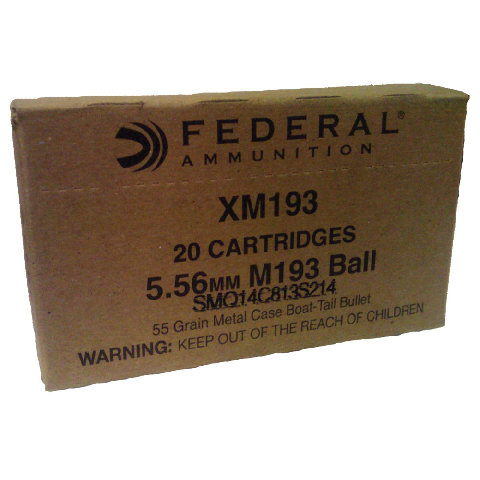 FEDERAL®
AMMUNITION
XM193
20 CARTRIDGES
5.56MM M193 Ball
SMO14C813S214
55 Grain Metal Case Boat-Tail Bullet
WARNING: KEEP OUT OF THE REACH OF CHILDREN